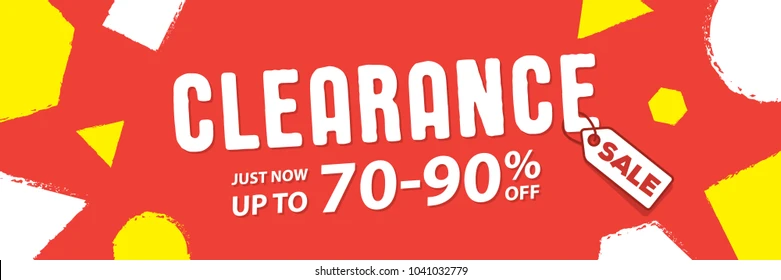 CLEARANCE
SALE
JUST NOW
UP TO
70-90%
OFF
shutterstock.com · 1041032779